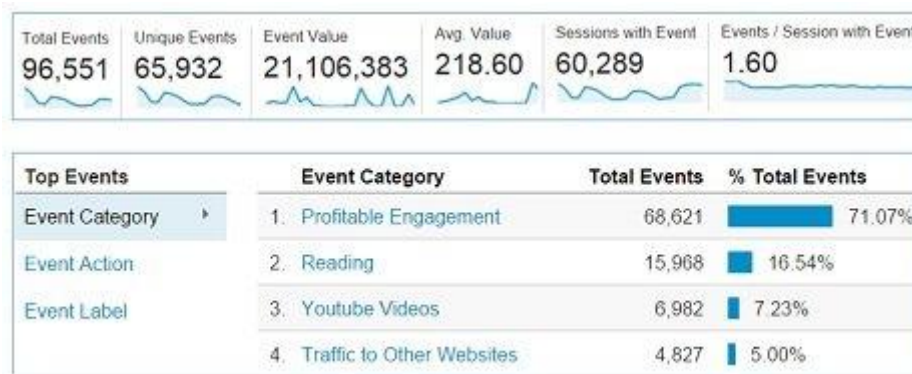 Total Events Unique Events Event Value Avg. Value Sessions with Event Events / Session with Event
96,551 65,932 21,106,383 218.60 60,289 1.60
Top Events Event Category Total Events % Total Events
Event Category 1. Profitable Engagement 68,621 71.07%
Event Action 2. Reading 15,968 16.54%
Event Label 3. Youtube Videos 6,982 7.23%
4. Traffic to Other Websites 4,827 5.00%